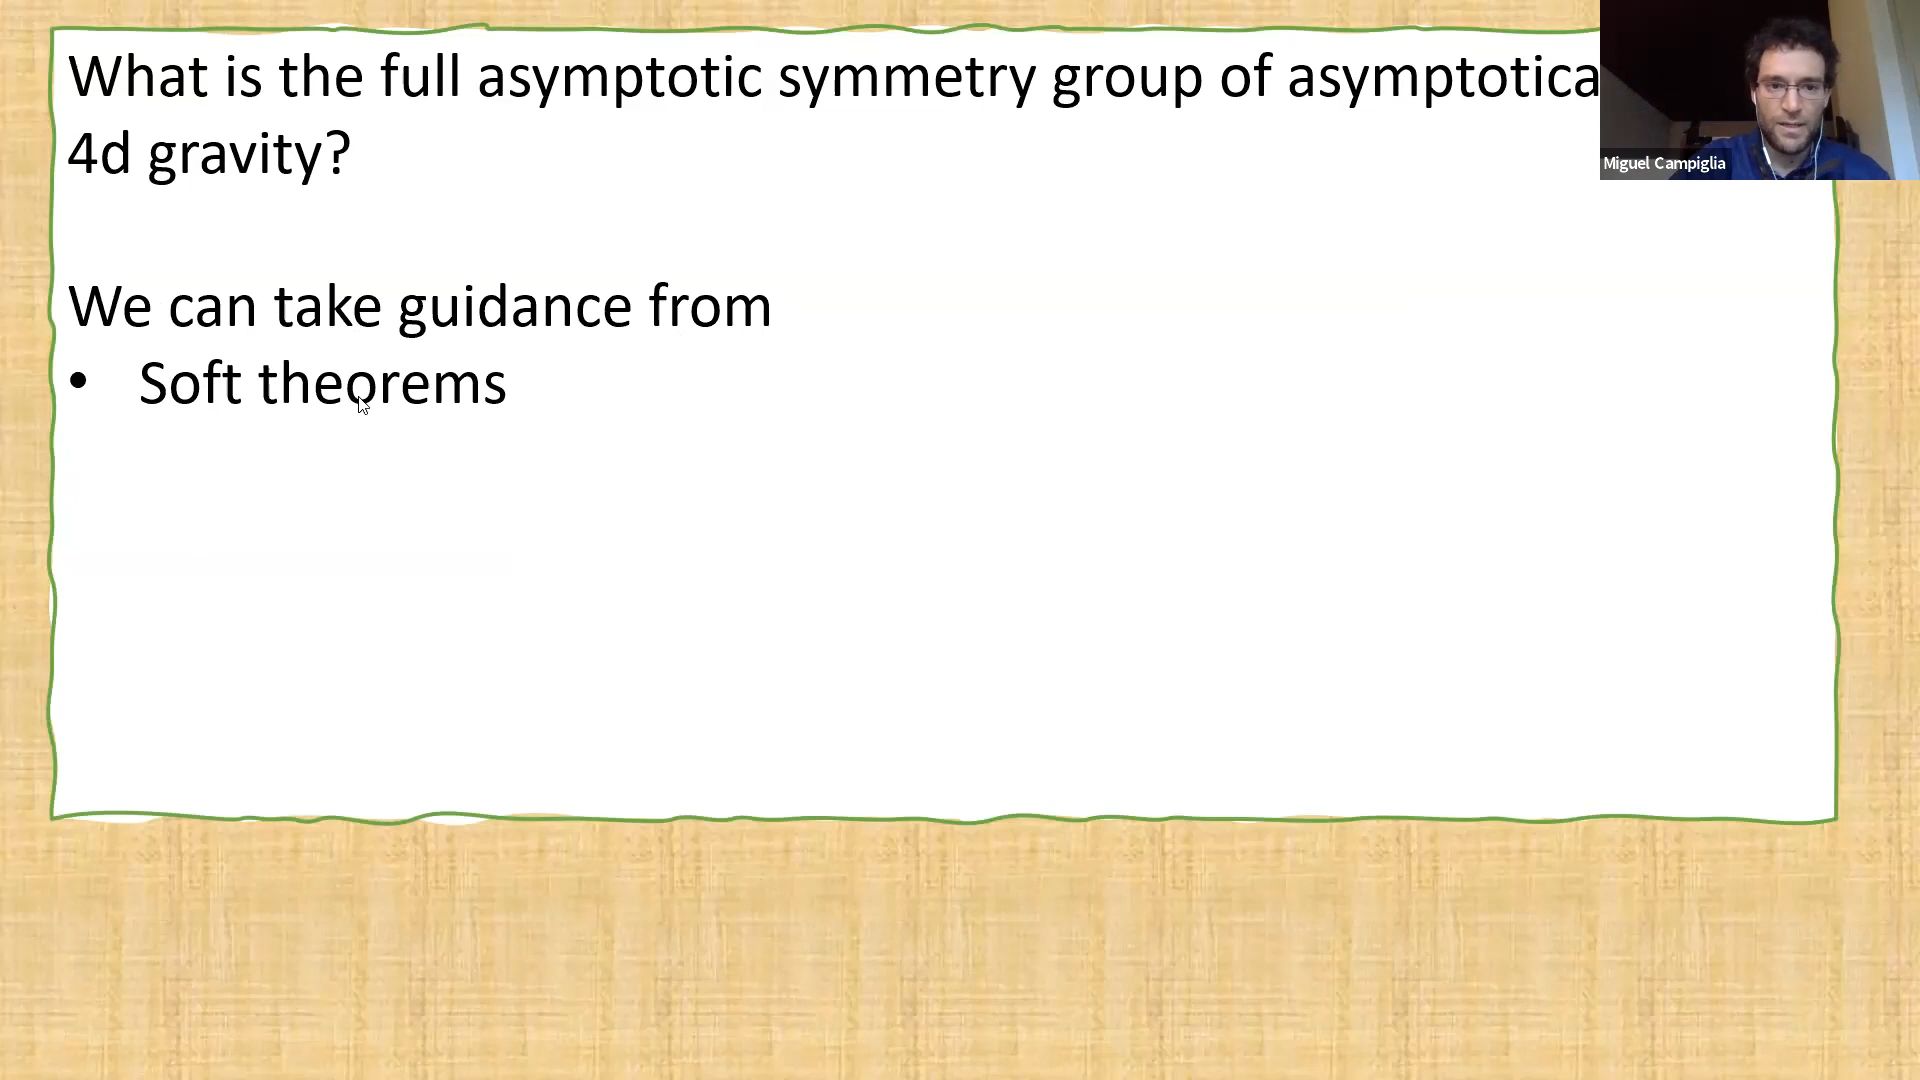 What is the full asymptotic symmetry group of asymptotica
4d gravity?
Miguel Campiglia
We can take guidance from
• Soft theorems